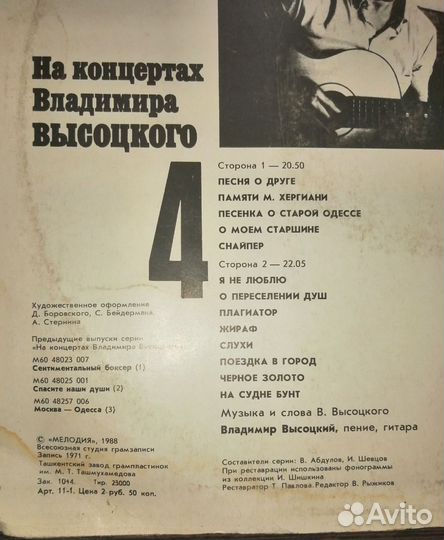 На концертах
Владимира
ВЫСОЦКОГО
4
Сторона 1 — 20.50
ПЕСНЯ О ДРУГЕ
ПАМЯТИ М. ХЕРГИАНИ
ПЕСЕНКА О СТАРОЙ ОДЕССЕ
О МОЕМ СТАРШИНЕ
СНАЙПЕР
Сторона 2 — 22.05
Я НЕ ЛЮБЛЮ
О ПЕРЕСЕЛЕНИИ ДУШ
ПЛАГИАТОР
ЖИРАФ
СЛУХИ
ПОЕЗДКА В ГОРОД
ЧЕРНОЕ ЗОЛОТО
НА СУДНЕ БУНТ
Музыка и слова В. Высоцкого
Владимир Высоцкий, пение, гитара
Художественное оформление
Д. Боровского, С. Бейдермана,
А. Стернина
Предыдущие выпуски серии
«На концертах Владимира Высоцкого»
М60 48023 007
Сентиментальный боксер (1)
М60 48025 001
Спасите наши души (2)
М60 48257 006
Москва — Одесса (3)
© «МЕЛОДИЯ», 1988
Всесоюзная студия грамзаписи
Запись 1971 г.
Ташкентский завод грампластинок
им. М. Т. Ташмухамедова
Зак. 1044. Тир. 23000
Арт. 11-1. Цена 2 руб. 50 коп.
Составители серии: В. Абдулов, И. Шевцов
При реставрации использованы фонограммы
из коллекции И. Шишкина
Реставратор Т. Павлова. Редактор В. Рыжиков
Avito